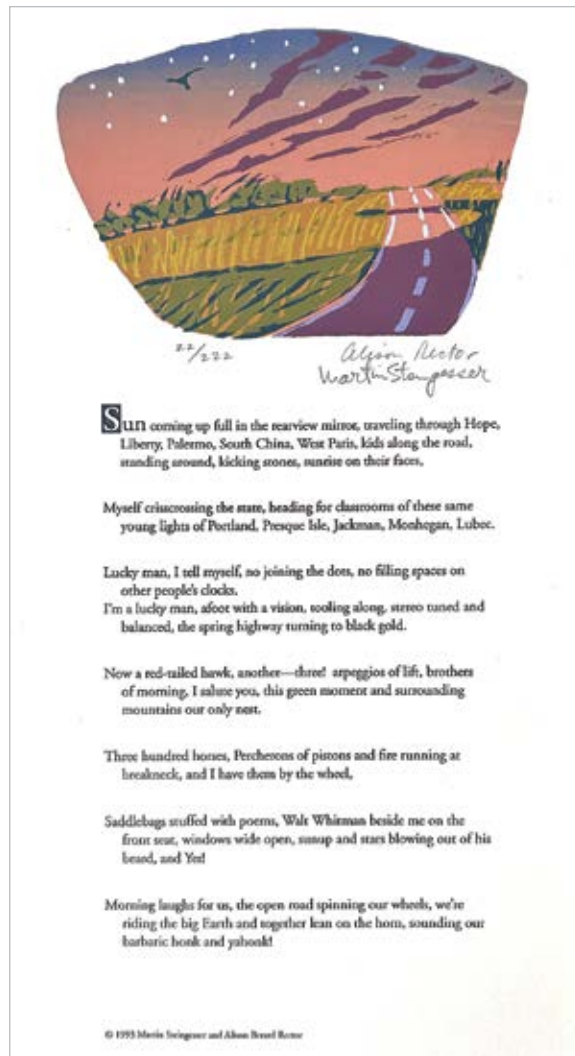 22/222
Alison Rector
Martin Steingesser
Sun coming up full in the rearview mirror, traveling through Hope,
Liberty, Palermo, South China, West Paris, kids along the road,
standing around, kicking stones, sunrise on their faces,
Myself crisscrossing the state, heading for classrooms of these same
young lights of Portland, Presque Isle, Jackman, Monhegan, Lubec.
Lucky man, I tell myself, no joining the dots, no filling spaces on
other people's clocks.
I'm a lucky man, afoot with a vision, tooling along, stereo tuned and
balanced, the spring highway turning to black gold.
Now a red-tailed hawk, another—three! arpeggios of lift, brothers
of morning, I salute you, this green moment and surrounding
mountains our only nest.
Three hundred horses, Percherons of pistons and fire running at
breakneck, and I have them by the wheel,
Saddlebags stuffed with poems, Walt Whitman beside me on the
front seat, windows wide open, sunup and stars blowing out of his
beard, and Yes!
Morning laughs for us, the open road spinning our wheels, we're
riding the big Earth and together lean on the horn, sounding our
barbaric honk and yahonk!
© 1993 Martin Steingesser and Alison Berard Rector